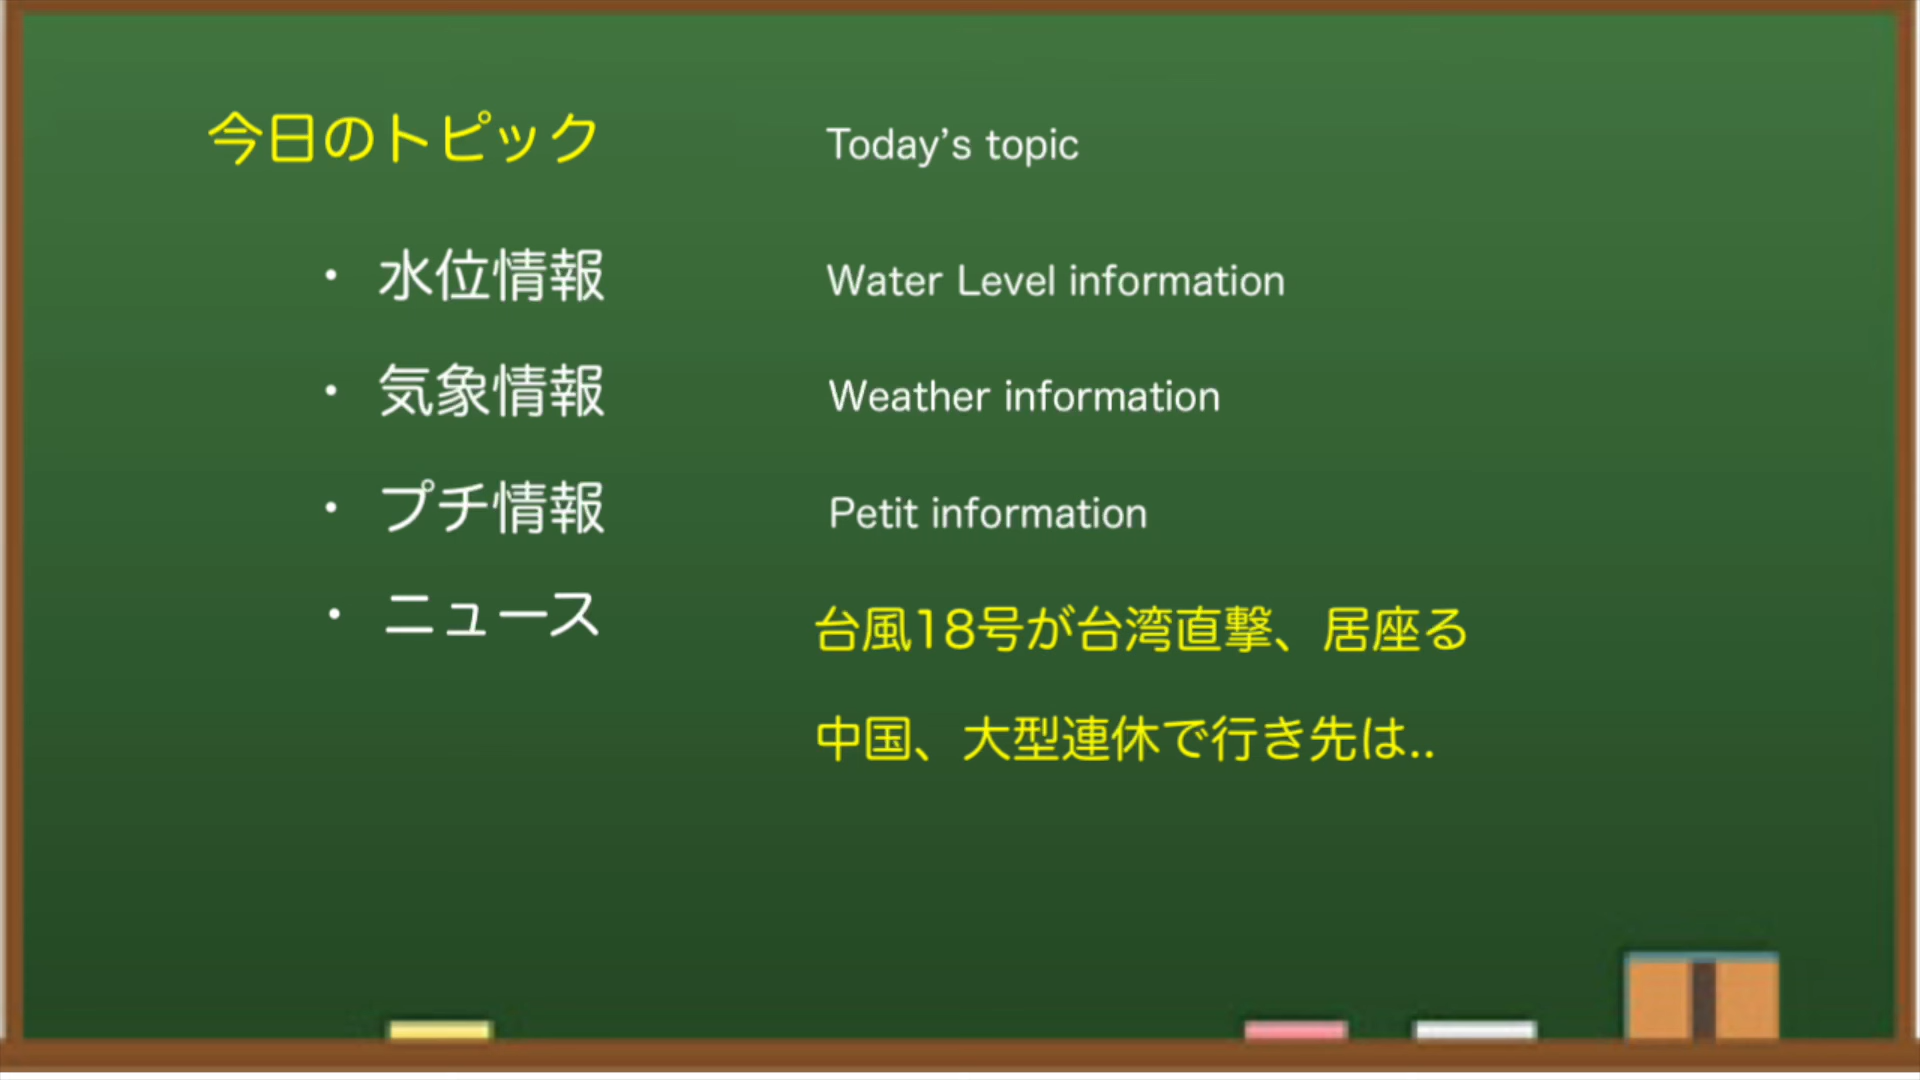 今日のトピック Today’s topic
・ 水位情報 Water Level information
・ 気象情報 Weather information
・ プチ情報 Petit information
・ ニュース 台風18号が台湾直撃、居座る
中国、大型連休で行き先は..